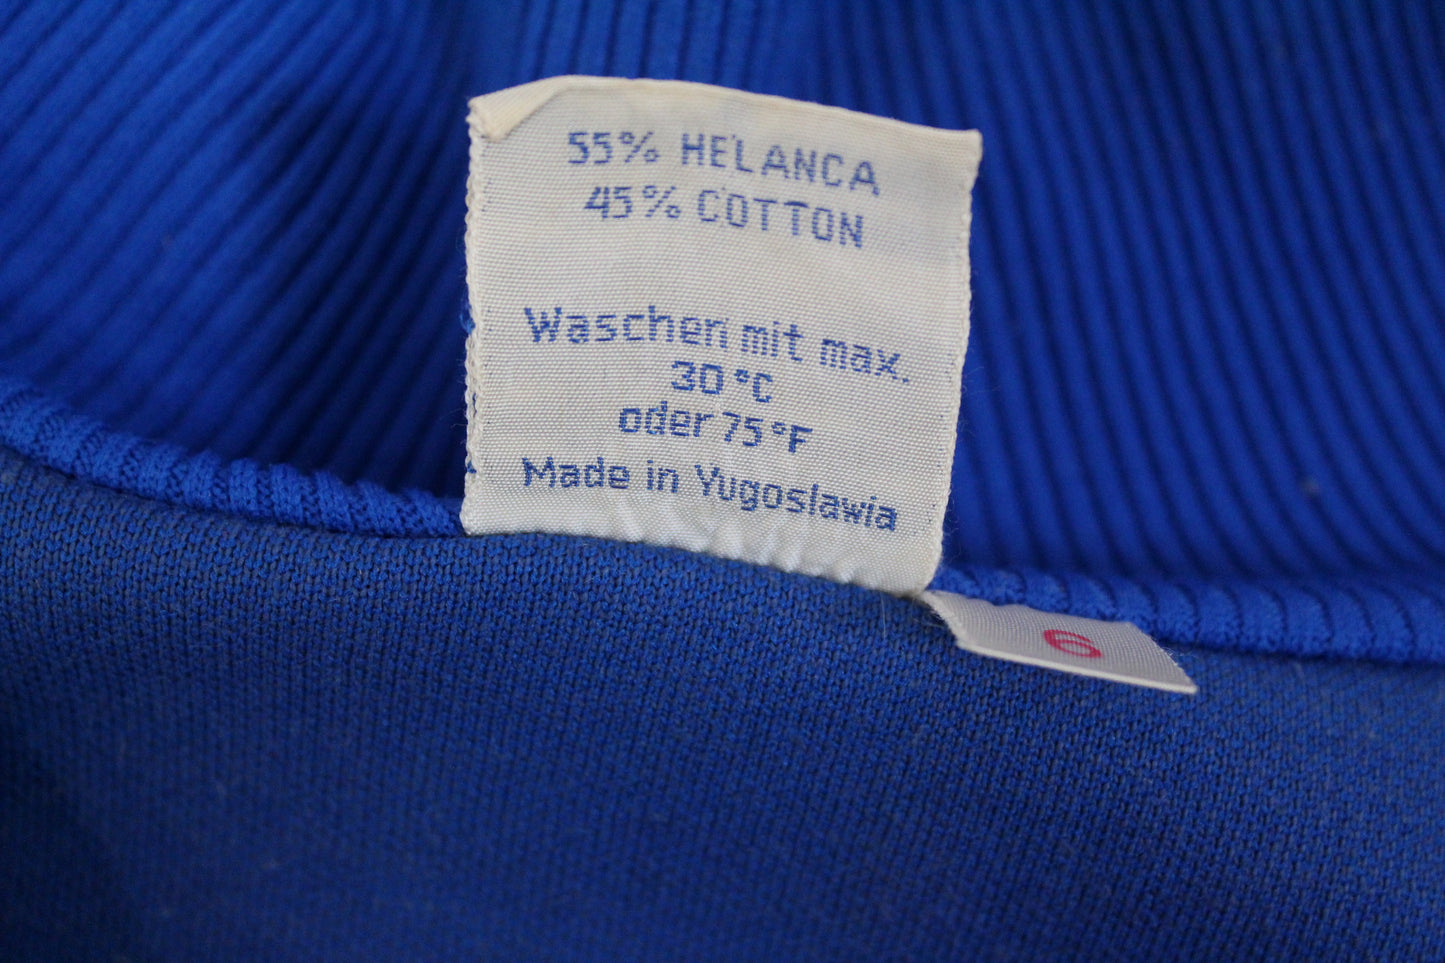 55% HELANCA
45% COTTON
Waschen mit max.
30°C
oder 75°F
Made in Yugoslawia
6